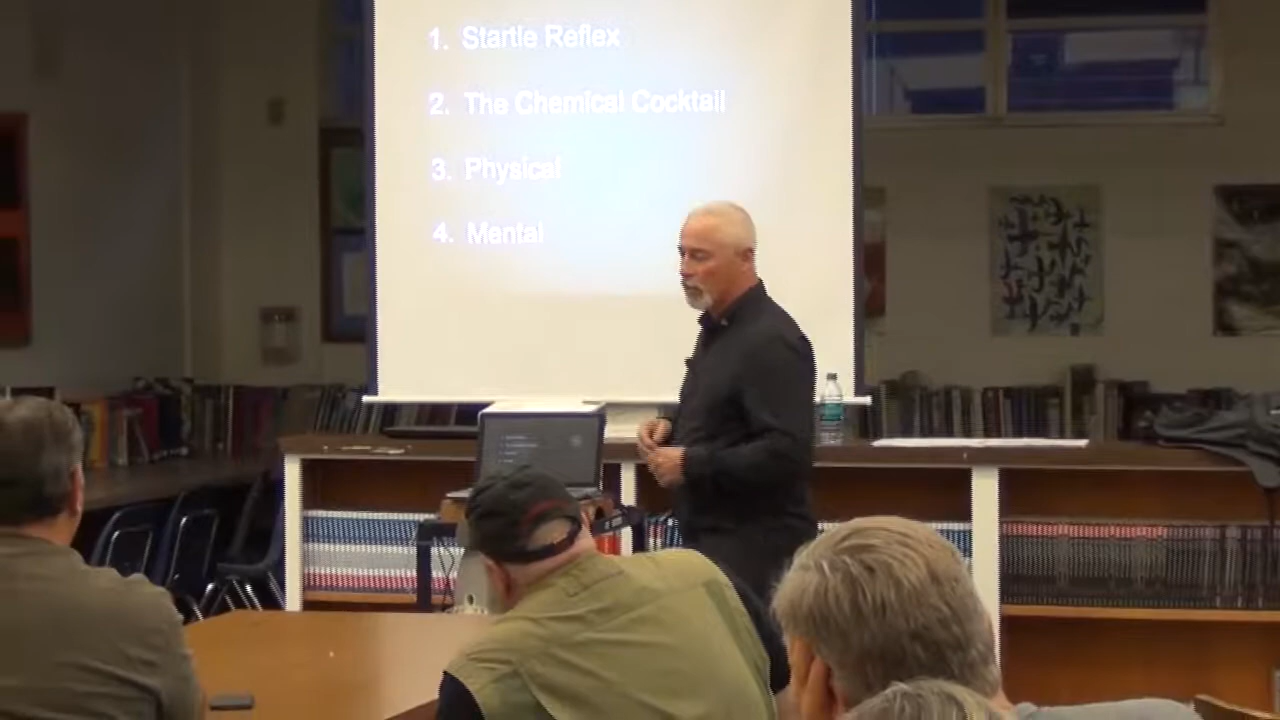 1. Startle Reflex
2. The Chemical Cocktail
3. Physical
4. Mental